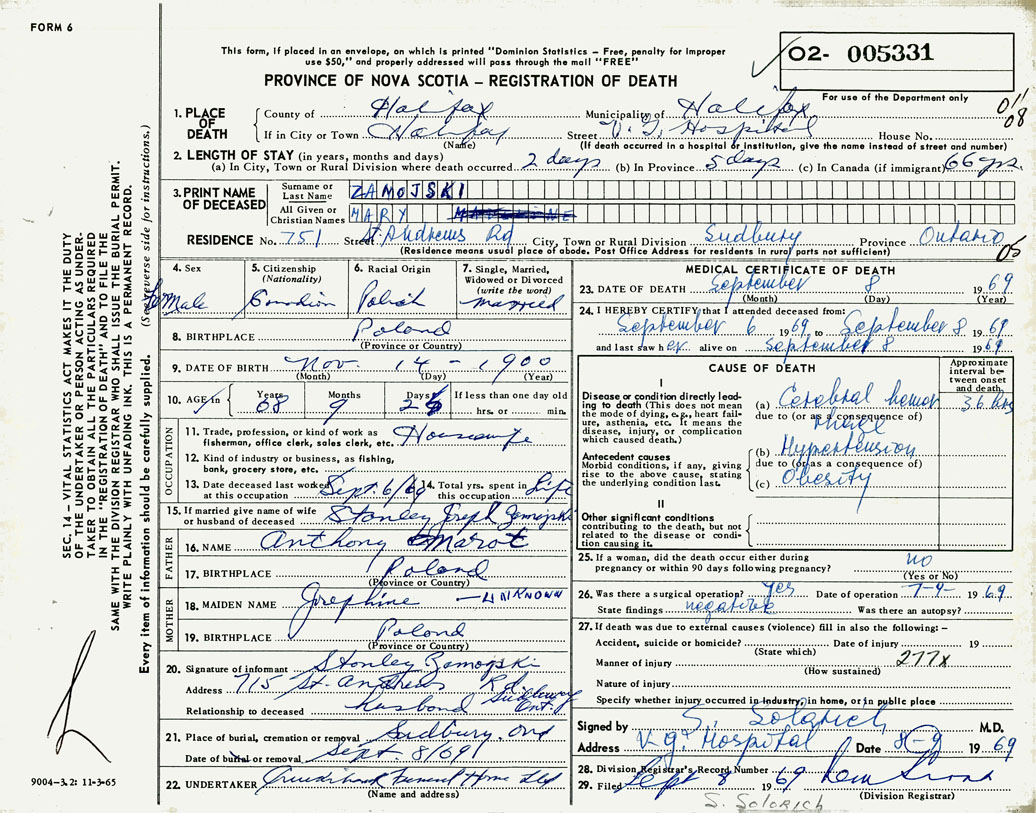 FORM 6
This form, if placed in an envelope, on which is printed "Dominion Statistics – Free, penalty for improper
use $50," and properly addressed will pass through the mail "FREE"
PROVINCE OF NOVA SCOTIA – REGISTRATION OF DEATH
O2- 005331
For use of the Department only
011
08
1. PLACE OF DEATH
County of Halifax Municipality of Halifax
If in City or Town Halifax Street V.G. Hospital House No.
(Name) (If death occurred in a hospital or institution, give the name instead of street and number)
2. LENGTH OF STAY (in years, months and days)
(a) In City, Town or Rural Division where death occurred 2 days (b) In Province 5 days (c) In Canada (if immigrant) 66 yrs
3. PRINT NAME OF DECEASED
Surname or Last Name ZAMOJSKI
All Given or Christian Names MARY
RESIDENCE No. 751 Street St. Andrews Rd City, Town or Rural Division Sudbury Province Ontario
(Residence means usual place of abode. Post Office Address for residents in rural parts not sufficient)
05
4. Sex
FeMale
5. Citizenship
(Nationality)
Canadian
6. Racial Origin
Polish
7. Single, Married,
Widowed or Divorced
(write the word)
married
8. BIRTHPLACE Poland
(Province or Country)
9. DATE OF BIRTH Nov. 14 – 1900
(Month) (Day) (Year)
10. AGE in Years 68 Months 9 Days If less than one day old
hrs. or min.
OCCUPATION
11. Trade, profession, or kind of work as
fisherman, office clerk, sales clerk, etc. Housewife
12. Kind of industry or business, as fishing,
bank, grocery store, etc.
13. Date deceased last worked
at this occupation Sept. 6/69
14. Total yrs. spent in
this occupation Life
15. If married give name of wife
or husband of deceased Stanley Joseph Zamojski
FATHER
16. NAME Anthony Marot
17. BIRTHPLACE Poland
(Province or Country)
MOTHER
18. MAIDEN NAME Josephine – UNKNOWN
19. BIRTHPLACE Poland
(Province or Country)
20. Signature of informant Stanley Zamojski
Address 715 St. Andrews Rd. Sudbury Ont.
Relationship to deceased husband
21. Place of burial, cremation or removal Sudbury, Ont
Date of burial or removal Sept. 8/69
22. UNDERTAKER Funeral Home Ltd
(Name and address)
MEDICAL CERTIFICATE OF DEATH
23. DATE OF DEATH September 8 1969
(Month) (Day) (Year)
24. I HEREBY CERTIFY that I attended deceased from:
September 6 1969 to September 8 1969
and last saw her alive on September 8 1969
CAUSE OF DEATH
Approximate
interval be-
tween onset
and death
I
Disease or condition directly lead-
ing to death (This does not mean
the mode of dying, e.g., heart fail-
ure, asthenia, etc. It means the
disease, injury, or complication
which caused death.)
(a) Cerebral hemor 36 hrs
due to (or as a consequence of)
rhage
Antecedent causes
Morbid conditions, if any, giving
rise to the above cause, stating
the underlying condition last.
(b) Hypertension
due to (or as a consequence of)
(c) Obesity
II
Other significant conditions
contributing to the death, but not
related to the disease or condi-
tion causing it.
25. If a woman, did the death occur either during
pregnancy or within 90 days following pregnancy? no
(Yes or No)
26. Was there a surgical operation? Yes Date of operation 7-9- 1969
State findings negative Was there an autopsy?
27. If death was due to external causes (violence) fill in also the following: –
Accident, suicide or homicide? Date of injury 19
(State which)
Manner of injury 277X
(How sustained)
Nature of injury
Specify whether injury occurred in industry, in home, or in public place
Signed by S. Solorich M.D.
Address V.G. Hospital Date 8-9 1969
28. Division Registrar's Record Number
29. Filed Sept 8 1969
(Division Registrar)
S. SOLORICH
SEC. 14 – VITAL STATISTICS ACT MAKES IT THE DUTY
OF THE UNDERTAKER OR PERSON ACTING AS UNDER-
TAKER TO OBTAIN ALL THE PARTICULARS REQUIRED
IN THE "REGISTRATION OF DEATH" AND TO FILE THE
SAME WITH THE DIVISION REGISTRAR WHO SHALL ISSUE THE BURIAL PERMIT.
WRITE PLAINLY WITH UNFADING INK. THIS IS A PERMANENT RECORD.
Every item of information should be carefully supplied. (See reverse side for instructions.)
9004–3.2: 11-3-65